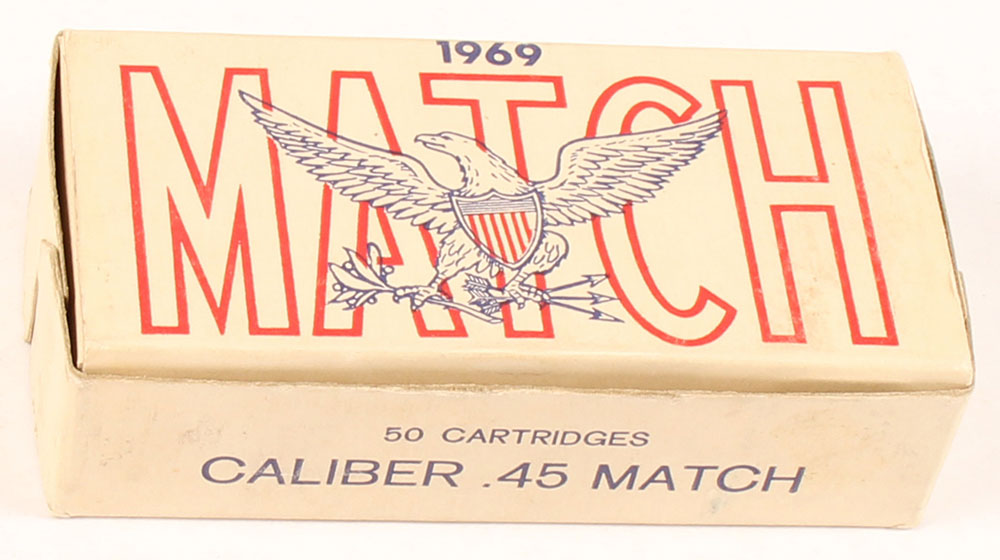 1969
MATCH
50 CARTRIDGES
CALIBER .45 MATCH